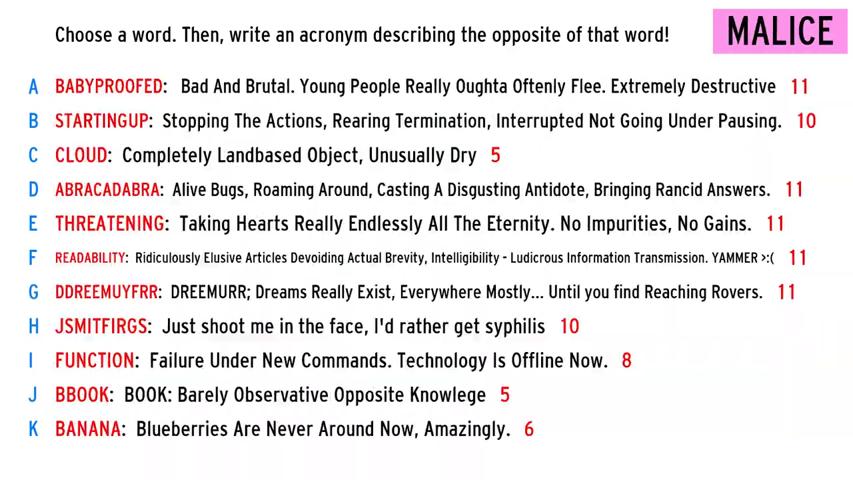 Choose a word. Then, write an acronym describing the opposite of that word!
MALICE
A BABYPROOFED: Bad And Brutal. Young People Really Oughta Oftenly Flee. Extremely Destructive 11
B STARTINGUP: Stopping The Actions, Rearing Termination, Interrupted Not Going Under Pausing. 10
C CLOUD: Completely Landbased Object, Unusually Dry 5
D ABRACADABRA: Alive Bugs, Roaming Around, Casting A Disgusting Antidote, Bringing Rancid Answers. 11
E THREATENING: Taking Hearts Really Endlessly All The Eternity. No Impurities, No Gains. 11
F READABILITY: Ridiculously Elusive Articles Devoiding Actual Brevity, Intelligibility - Ludicrous Information Transmission. YAMMER >:( 11
G DDREEMUYFRR: DREEMURR; Dreams Really Exist, Everywhere Mostly... Until you find Reaching Rovers. 11
H JSMITFIRGS: Just shoot me in the face, I'd rather get syphilis 10
I FUNCTION: Failure Under New Commands. Technology Is Offline Now. 8
J BBOOK: BOOK: Barely Observative Opposite Knowlege 5
K BANANA: Blueberries Are Never Around Now, Amazingly. 6